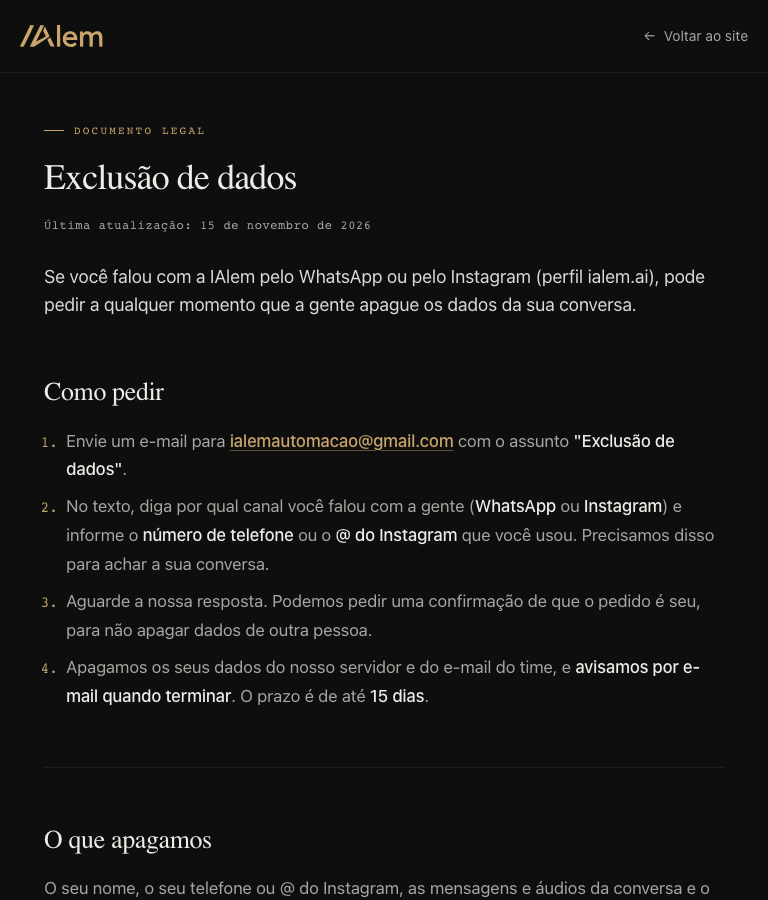 IAlem
← Voltar ao site
DOCUMENTO LEGAL
Exclusão de dados
Última atualização: 15 de novembro de 2026
Se você falou com a IAlem pelo WhatsApp ou pelo Instagram (perfil ialem.ai), pode
pedir a qualquer momento que a gente apague os dados da sua conversa.
Como pedir
1. Envie um e-mail para ialemautomacao@gmail.com com o assunto "Exclusão de
dados".
2. No texto, diga por qual canal você falou com a gente (WhatsApp ou Instagram) e
informe o número de telefone ou o @ do Instagram que você usou. Precisamos disso
para achar a sua conversa.
3. Aguarde a nossa resposta. Podemos pedir uma confirmação de que o pedido é seu,
para não apagar dados de outra pessoa.
4. Apagamos os seus dados do nosso servidor e do e-mail do time, e avisamos por e-
mail quando terminar. O prazo é de até 15 dias.
O que apagamos
O seu nome, o seu telefone ou @ do Instagram, as mensagens e áudios da conversa e o